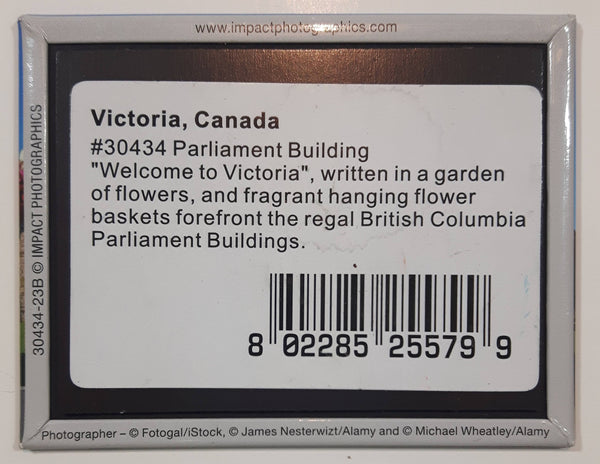 www.impactphotographics.com
Victoria, Canada
#30434 Parliament Building
"Welcome to Victoria", written in a garden
of flowers, and fragrant hanging flower
baskets forefront the regal British Columbia
Parliament Buildings.
8 02285 25579 9
30434-23B © IMPACT PHOTOGRAPHICS
Photographer – © Fotogal/iStock, © James Nesterwizt/Alamy and © Michael Wheatley/Alamy